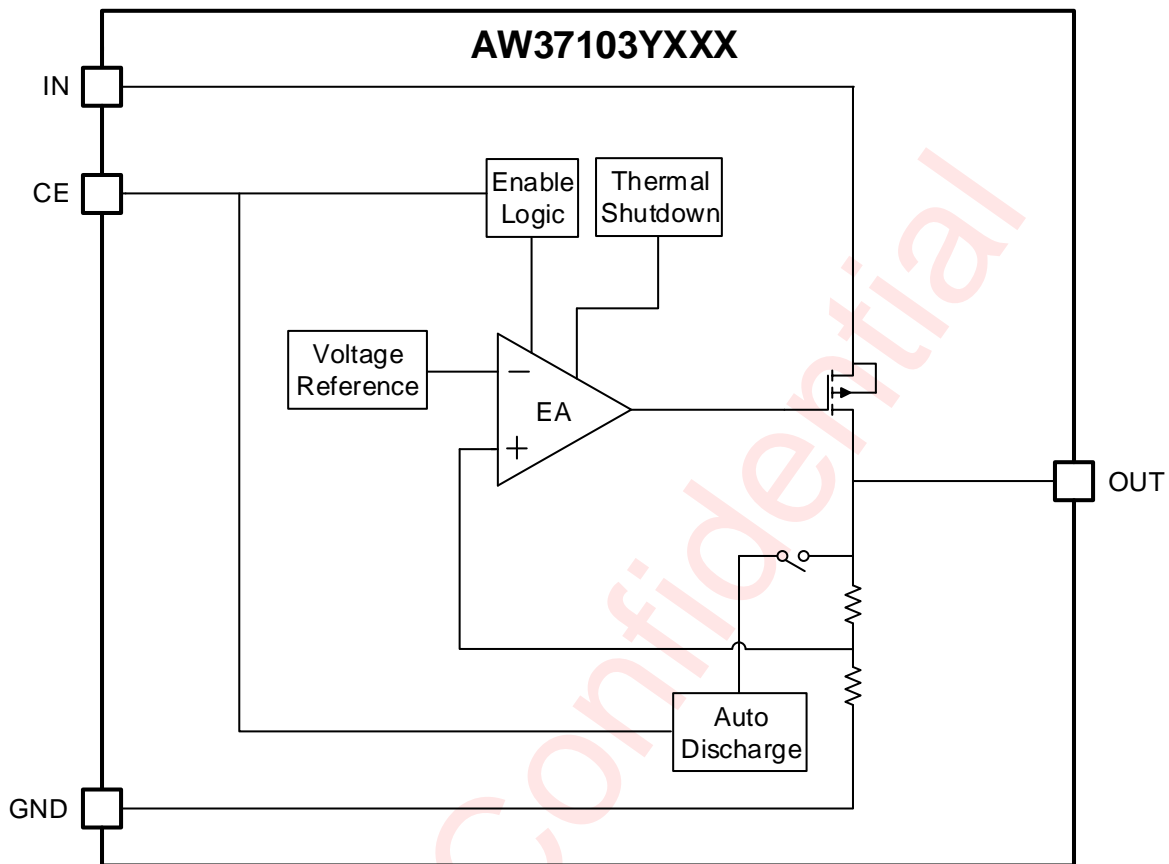 AW37103YXXX
IN
CE
Enable
Logic
Thermal
Shutdown
Voltage
Reference
−
EA
+
OUT
Auto
Discharge
GND
Confidential